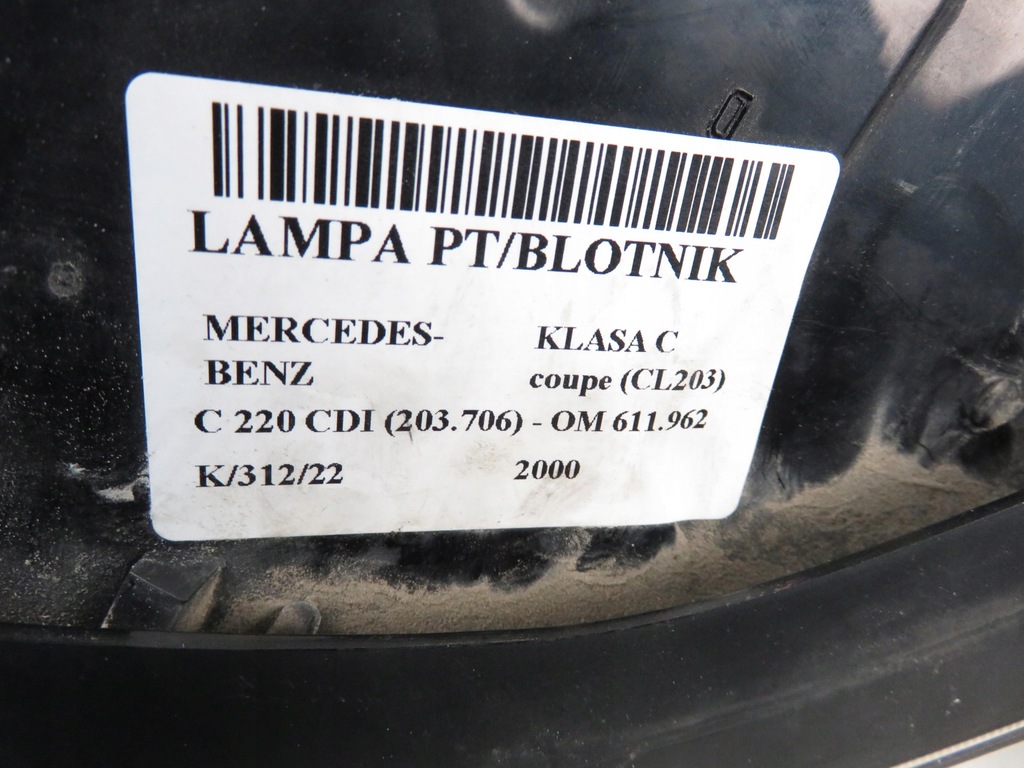 LAMPA PT/BLOTNIK
MERCEDES-
BENZ
KLASA C
coupe (CL203)
C 220 CDI (203.706) - OM 611.962
K/312/22 2000